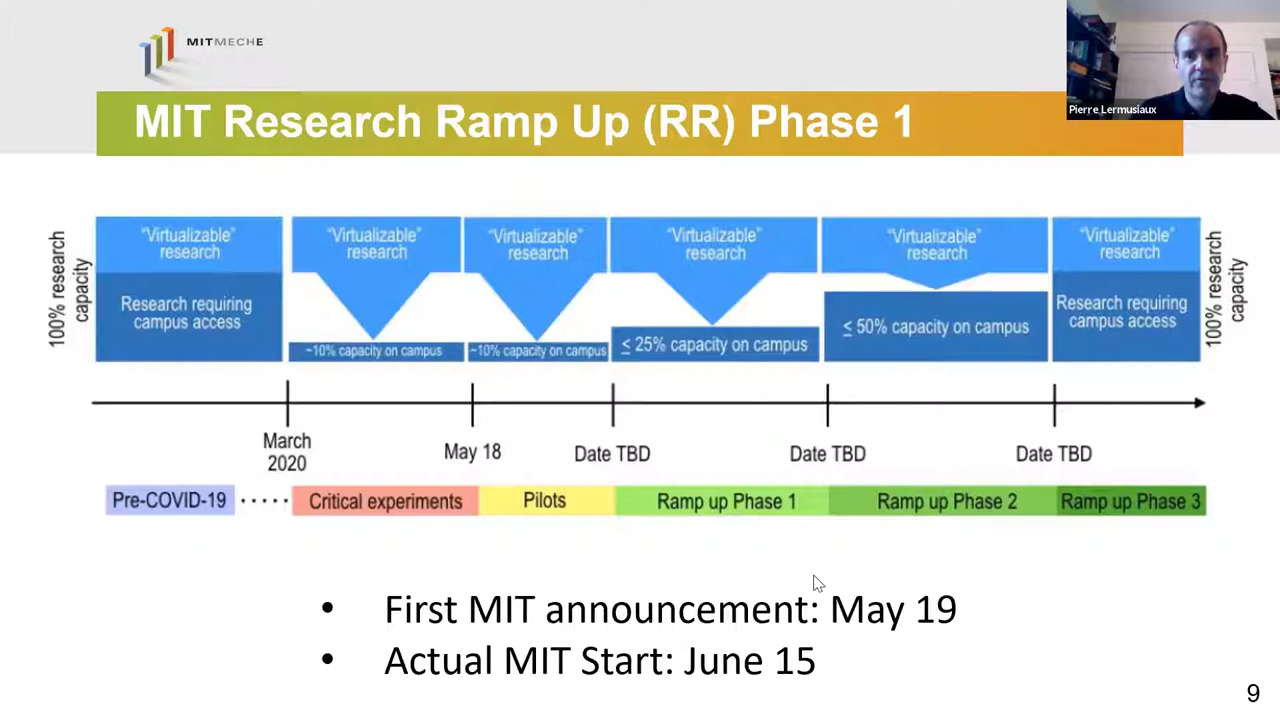 MITMECHE
Pierre Lermusiaux
MIT Research Ramp Up (RR) Phase 1
100% research
capacity
"Virtualizable"
research
Research requiring
campus access
"Virtualizable"
research
~10% capacity on campus
"Virtualizable"
research
~10% capacity on campus
"Virtualizable"
research
≤ 25% capacity on campus
"Virtualizable"
research
≤ 50% capacity on campus
"Virtualizable"
research
Research requiring
campus access
100% research
capacity
March
2020
May 18
Date TBD
Date TBD
Date TBD
Pre-COVID-19
Critical experiments
Pilots
Ramp up Phase 1
Ramp up Phase 2
Ramp up Phase 3
• First MIT announcement: May 19
• Actual MIT Start: June 15
9